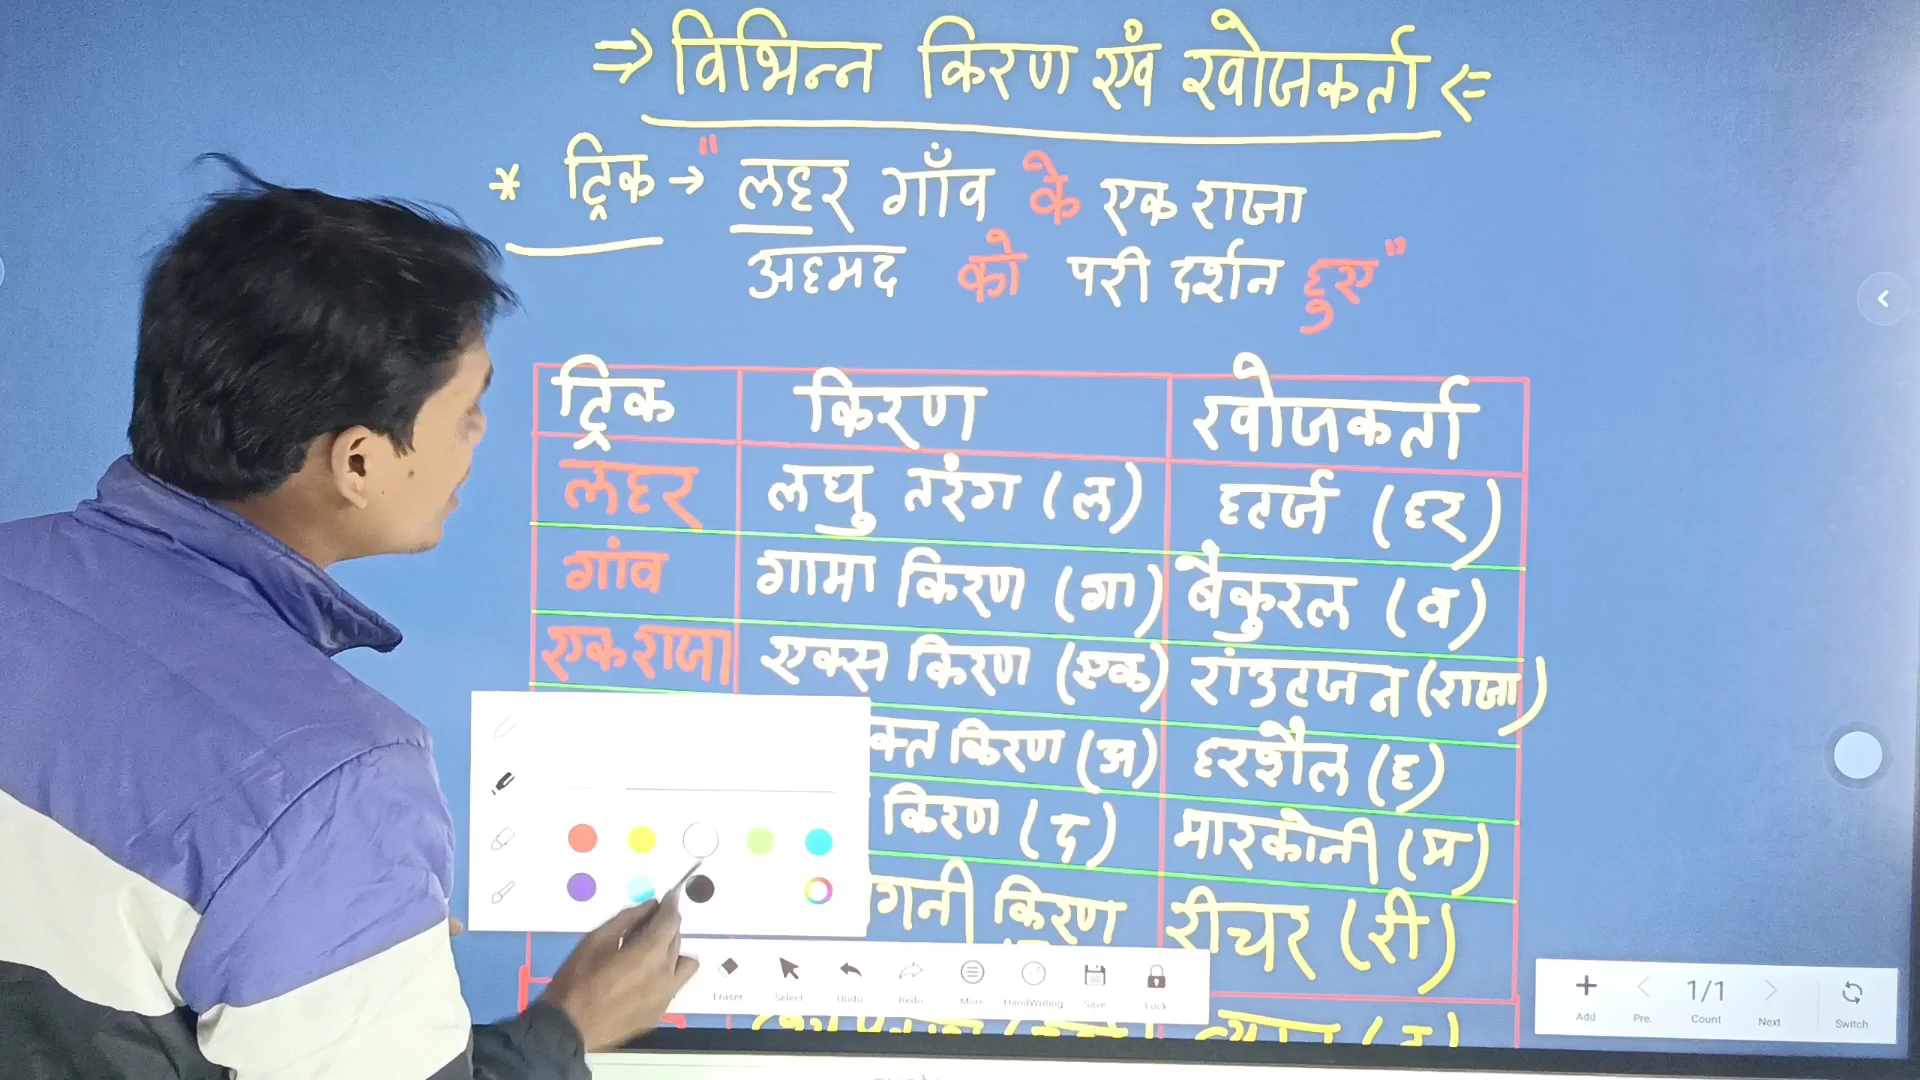 ⇒ विभिन्न किरण एवं खोजकर्ता ⇐
* ट्रिक → " लहर गाँव के एक राजा
अहमद को परी दर्शन हुए "
ट्रिक किरण खोजकर्ता
लहर लघु तरंग (ल) हर्ट्ज (हर)
गांव गामा किरण (गा) बैकुरल (व)
एक राजा एक्स किरण (एक) रांउटजन (राजा)
क्त किरण (अ) हरशैल (ह)
किरण (द) मारकोनी (म)
गनी किरण रीचर (री)
Eraser Select Undo Redo More HandWriting Save Lock
1/1
Add Pre. Count Next Switch